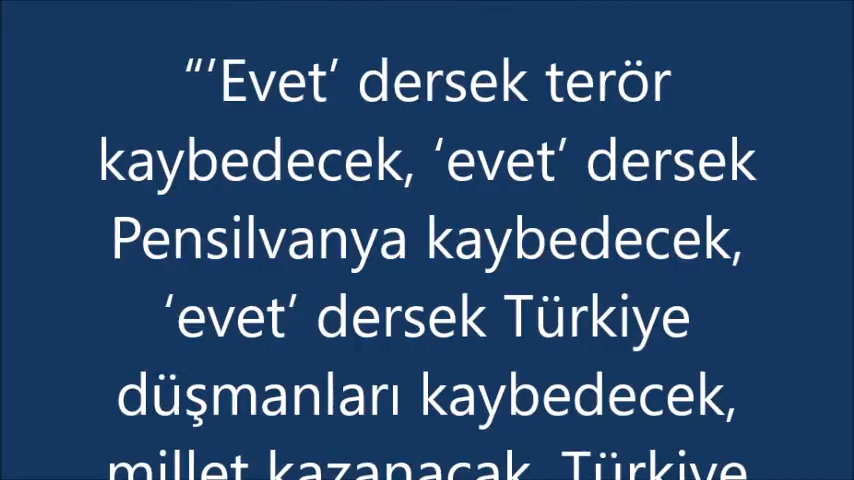 “’Evet’ dersek terör
kaybedecek, ‘evet’ dersek
Pensilvanya kaybedecek,
‘evet’ dersek Türkiye
düşmanları kaybedecek,
millet kazanacak, Türkiye